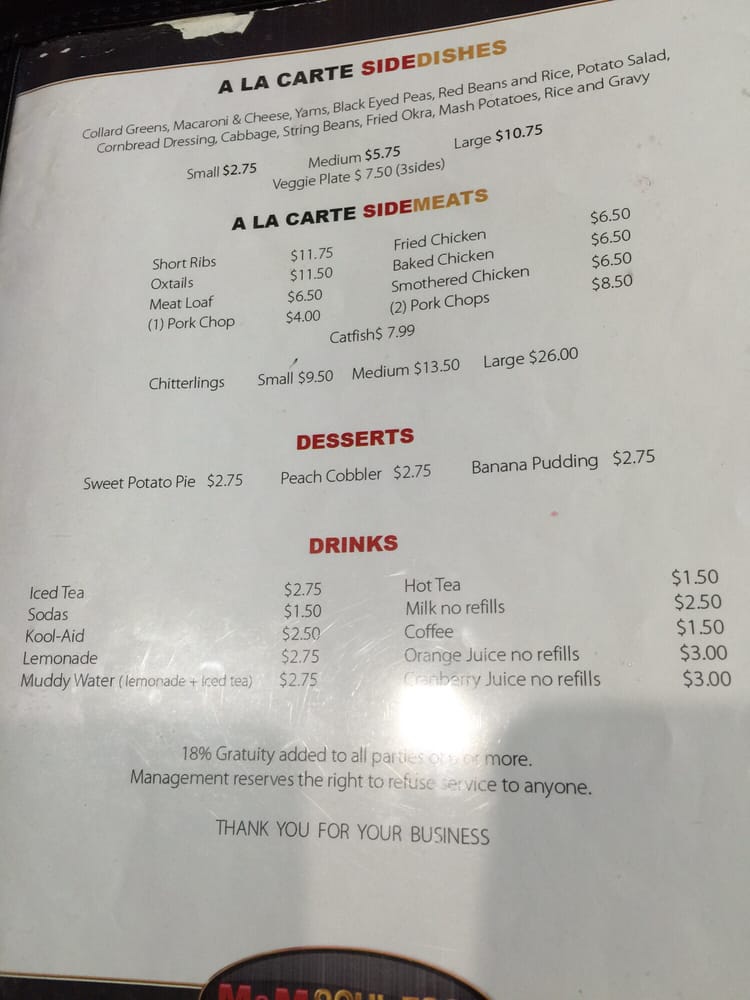 A LA CARTE SIDEDISHES
Collard Greens, Macaroni & Cheese, Yams, Black Eyed Peas, Red Beans and Rice, Potato Salad,
Cornbread Dressing, Cabbage, String Beans, Fried Okra, Mash Potatoes, Rice and Gravy
Small $2.75 Medium $5.75 Large $10.75
Veggie Plate $ 7.50 (3sides)
A LA CARTE SIDEMEATS
Short Ribs $11.75 Fried Chicken $6.50
Oxtails $11.50 Baked Chicken $6.50
Meat Loaf $6.50 Smothered Chicken $6.50
(1) Pork Chop $4.00 (2) Pork Chops $8.50
Catfish$ 7.99
Chitterlings Small $9.50 Medium $13.50 Large $26.00
DESSERTS
Sweet Potato Pie $2.75 Peach Cobbler $2.75 Banana Pudding $2.75
DRINKS
Iced Tea $2.75 Hot Tea $1.50
Sodas $1.50 Milk no refills $2.50
Kool-Aid $2.50 Coffee $1.50
Lemonade $2.75 Orange Juice no refills $3.00
Muddy Water (lemonade + iced tea) $2.75 Cranberry Juice no refills $3.00
18% Gratuity added to all parties or more.
Management reserves the right to refuse service to anyone.
THANK YOU FOR YOUR BUSINESS
M&M